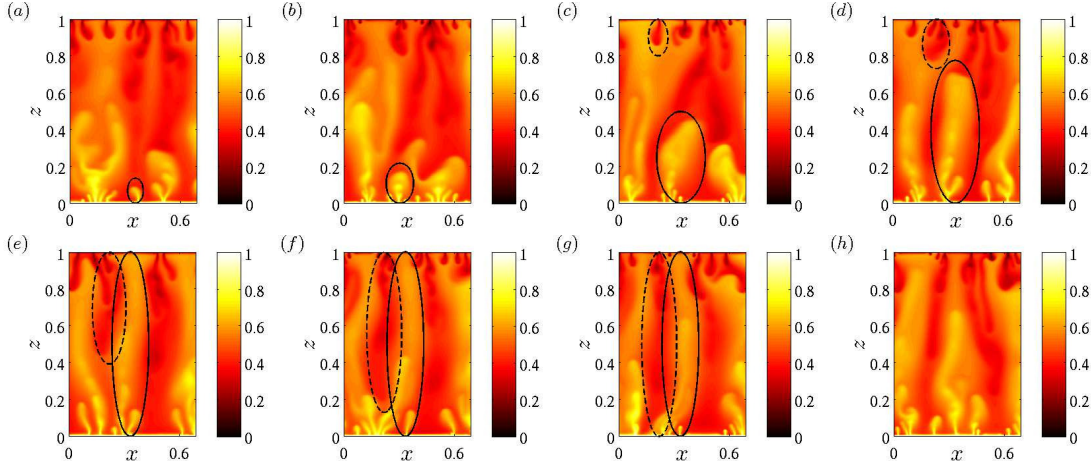 (a) (b) (c) (d)
1 1 1 1 1 1 1 1
0.8 0.8 0.8 0.8 0.8 0.8 0.8 0.8
0.6 0.6 0.6 0.6 0.6 0.6 0.6 0.6
z z z z
0.4 0.4 0.4 0.4 0.4 0.4 0.4 0.4
0.2 0.2 0.2 0.2 0.2 0.2 0.2 0.2
0 0 0 0 0 0 0 0
0 x 0.6 0 x 0.6 0 x 0.6 0 x 0.6
(e) (f) (g) (h)
1 1 1 1 1 1 1 1
0.8 0.8 0.8 0.8 0.8 0.8 0.8 0.8
0.6 0.6 0.6 0.6 0.6 0.6 0.6 0.6
z z z z
0.4 0.4 0.4 0.4 0.4 0.4 0.4 0.4
0.2 0.2 0.2 0.2 0.2 0.2 0.2 0.2
0 0 0 0 0 0 0 0
0 x 0.6 0 x 0.6 0 x 0.6 0 x 0.6